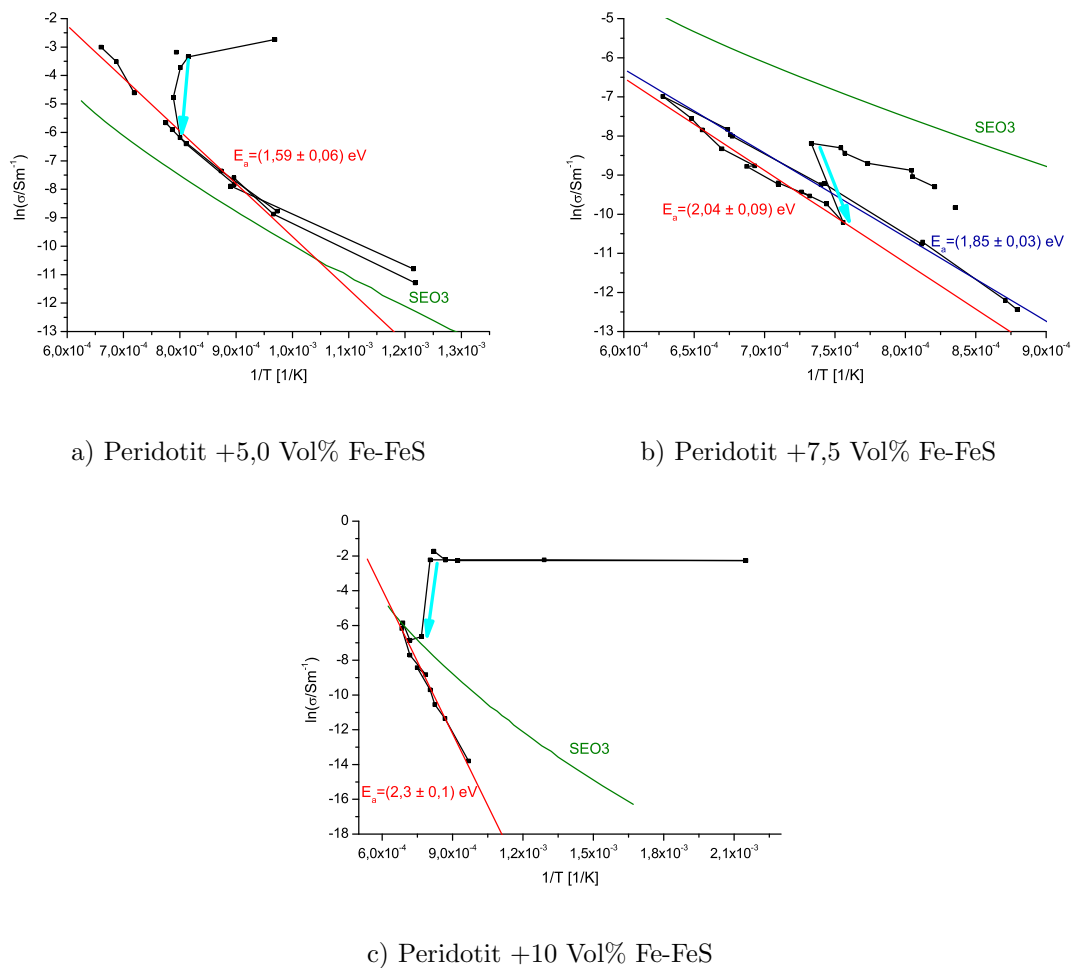 -2
-3
-4
-5
-6
-7
-8
-9
-10
-11
-12
-13
ln(σ/Sm⁻¹)
E_a=(1,59 ± 0,06) eV
SEO3
6,0x10⁻⁴ 7,0x10⁻⁴ 8,0x10⁻⁴ 9,0x10⁻⁴ 1,0x10⁻³ 1,1x10⁻³ 1,2x10⁻³ 1,3x10⁻³
1/T [1/K]
-5
-6
-7
-8
-9
-10
-11
-12
-13
ln(σ/Sm⁻¹)
SEO3
E_a=(2,04 ± 0,09) eV
E_a=(1,85 ± 0,03) eV
6,0x10⁻⁴ 6,5x10⁻⁴ 7,0x10⁻⁴ 7,5x10⁻⁴ 8,0x10⁻⁴ 8,5x10⁻⁴ 9,0x10⁻⁴
1/T [1/K]
a) Peridotit +5,0 Vol% Fe-FeS
b) Peridotit +7,5 Vol% Fe-FeS
0
-2
-4
-6
-8
-10
-12
-14
-16
-18
ln(σ/Sm⁻¹)
SEO3
E_a=(2,3 ± 0,1) eV
6,0x10⁻⁴ 9,0x10⁻⁴ 1,2x10⁻³ 1,5x10⁻³ 1,8x10⁻³ 2,1x10⁻³
1/T [1/K]
c) Peridotit +10 Vol% Fe-FeS